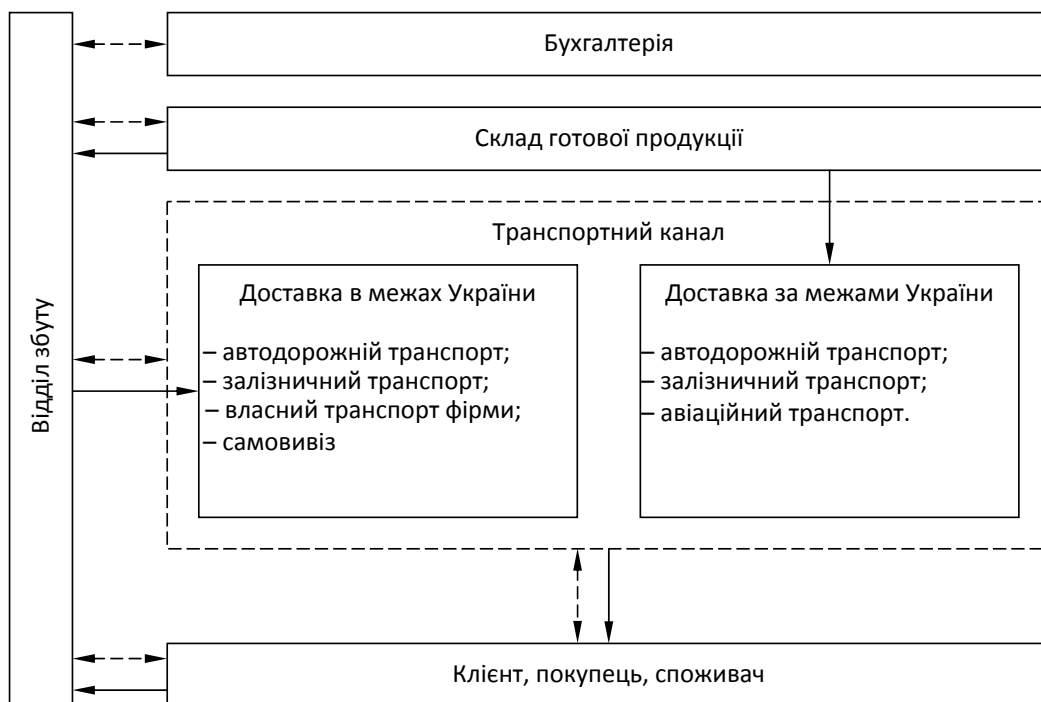 Бухгалтерія
Склад готової продукції
Транспортний канал
Відділ збуту
Доставка в межах України
– автодорожній транспорт;
– залізничний транспорт;
– власний транспорт фірми;
– самовивіз
Доставка за межами України
– автодорожній транспорт;
– залізничний транспорт;
– авіаційний транспорт.
Клієнт, покупець, споживач